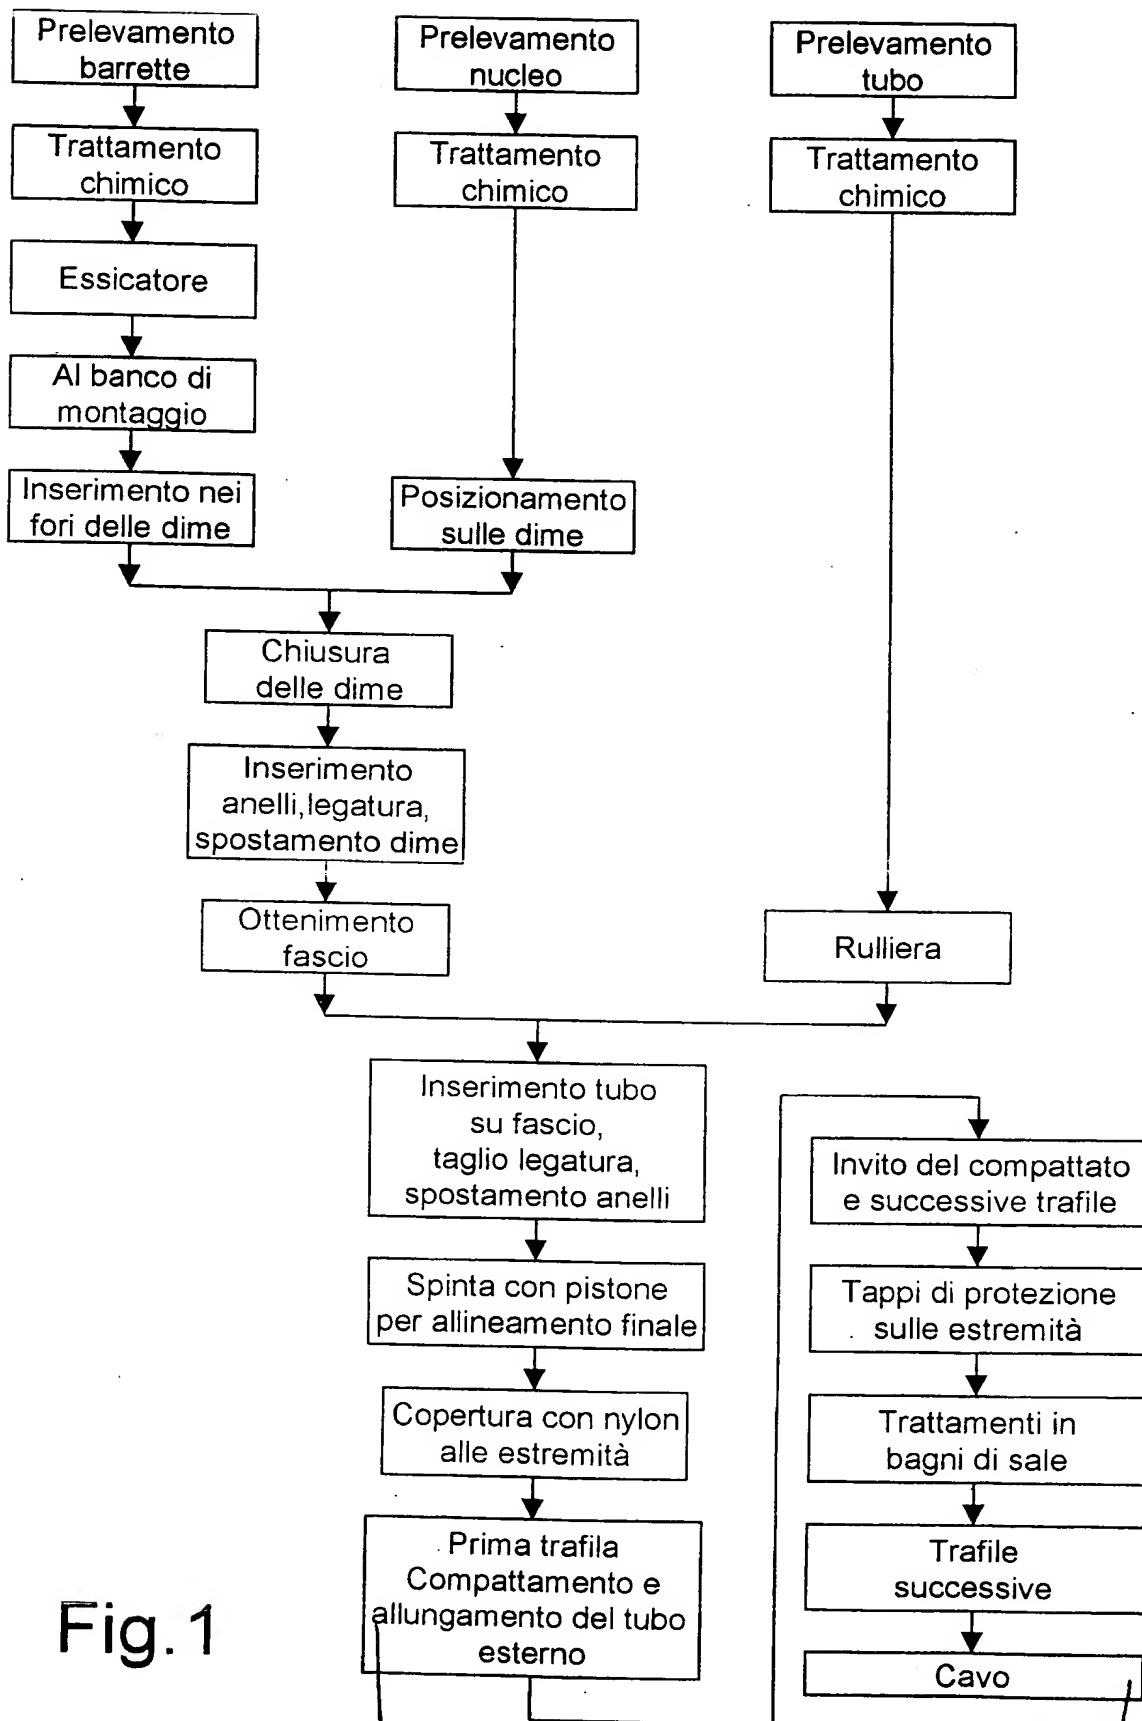 Prelevamento
barrette
Trattamento
chimico
Essicatore
Al banco di
montaggio
Inserimento nei
fori delle dime
Prelevamento
nucleo
Trattamento
chimico
Posizionamento
sulle dime
Prelevamento
tubo
Trattamento
chimico
Chiusura
delle dime
Inserimento
anelli,legatura,
spostamento dime
Ottenimento
fascio
Rulliera
Inserimento tubo
su fascio,
taglio legatura,
spostamento anelli
Spinta con pistone
per allineamento finale
Copertura con nylon
alle estremità
Prima trafila
Compattamento e
allungamento del tubo
esterno
Invito del compattato
e successive trafile
Tappi di protezione
sulle estremità
Trattamenti in
bagni di sale
Trafile
successive
Cavo
Fig.1